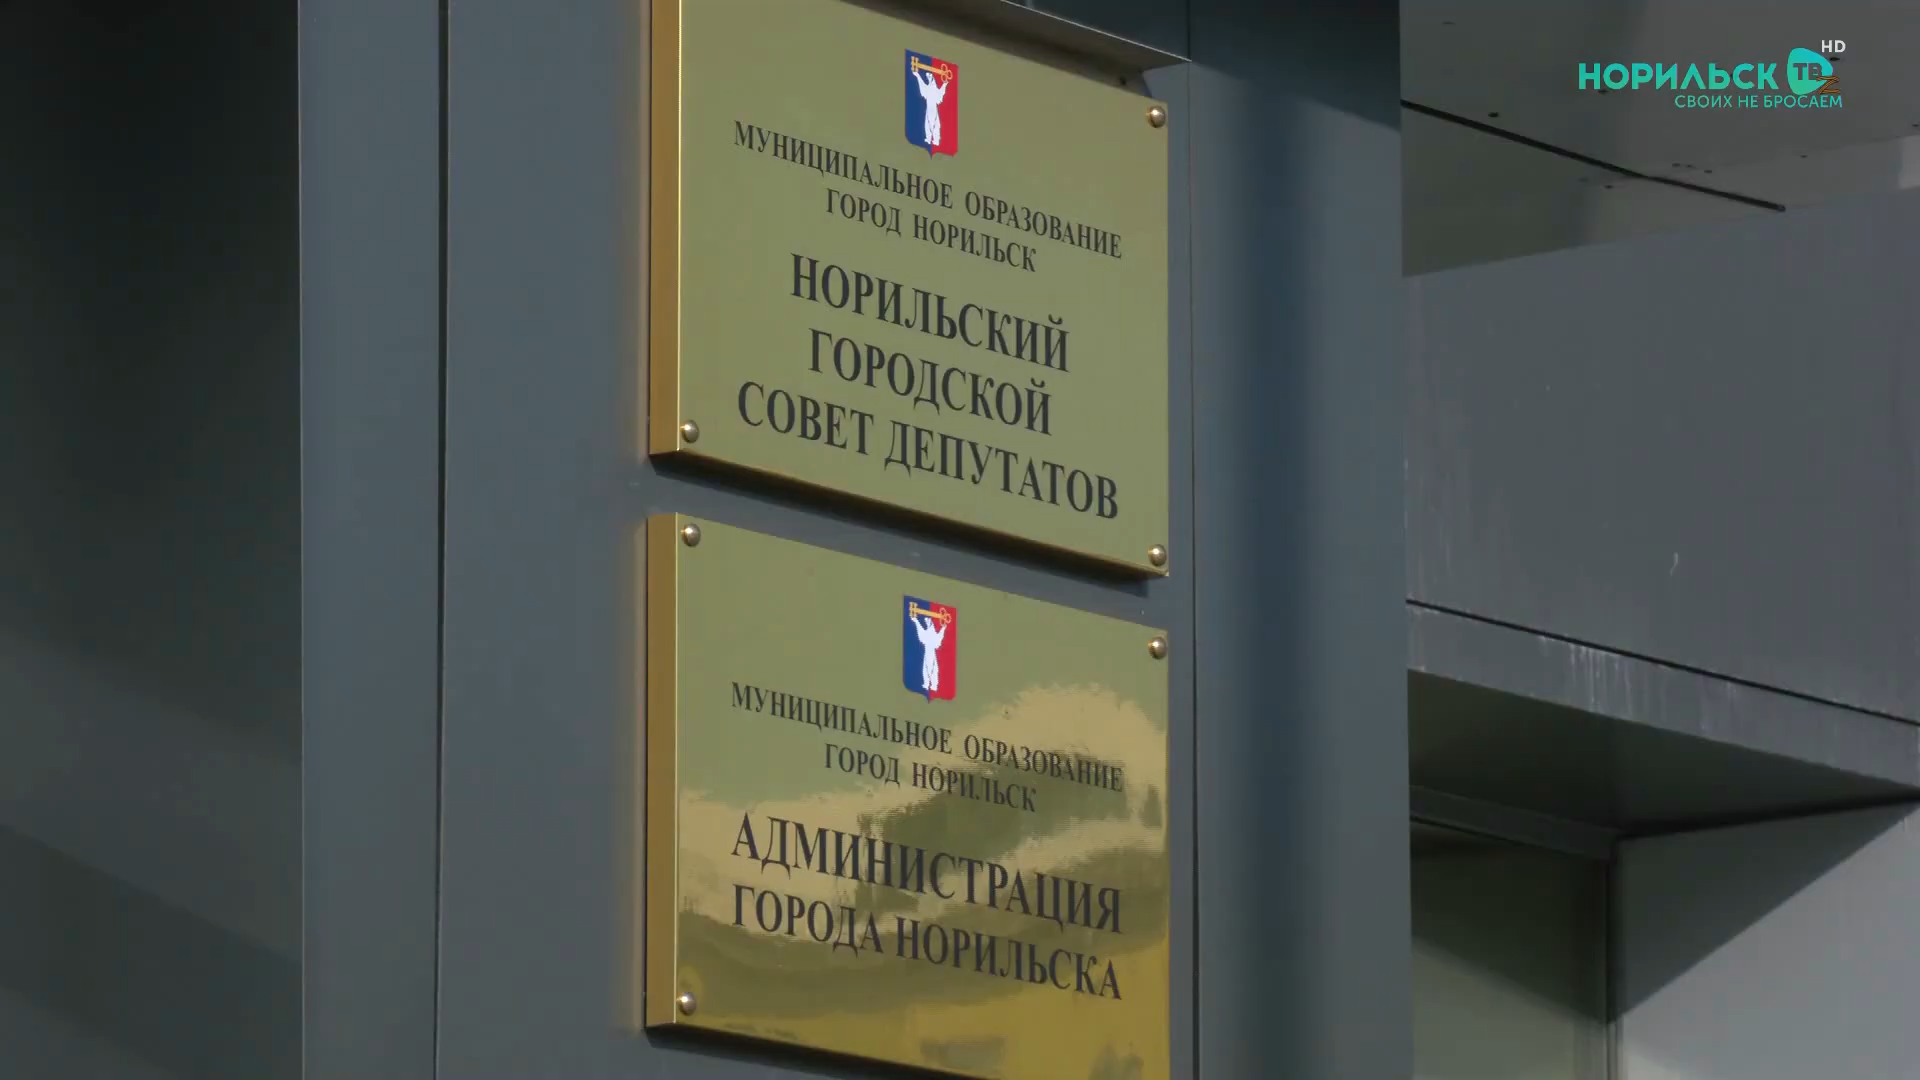 HD
НОРИЛЬСК ТВ
СВОИХ НЕ БРОСАЕМ
МУНИЦИПАЛЬНОЕ ОБРАЗОВАНИЕ
ГОРОД НОРИЛЬСК
НОРИЛЬСКИЙ
ГОРОДСКОЙ
СОВЕТ ДЕПУТАТОВ
МУНИЦИПАЛЬНОЕ ОБРАЗОВАНИЕ
ГОРОД НОРИЛЬСК
АДМИНИСТРАЦИЯ
ГОРОДА НОРИЛЬСКА